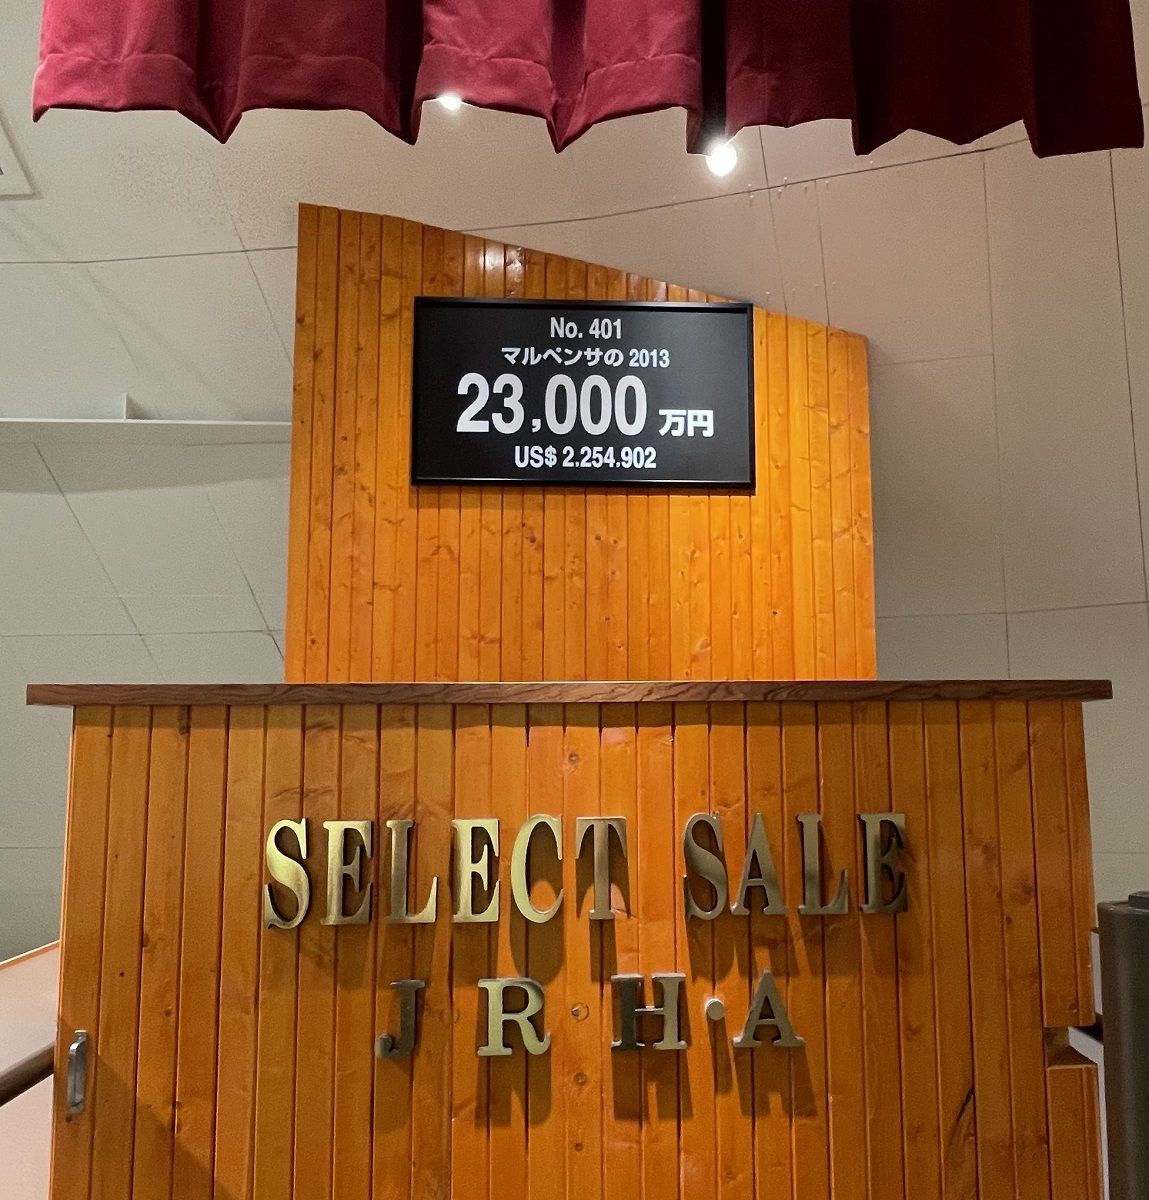 No. 401
マルペンサの 2013
23,000 万円
US$ 2.254.902
SELECT SALE
J R H・A